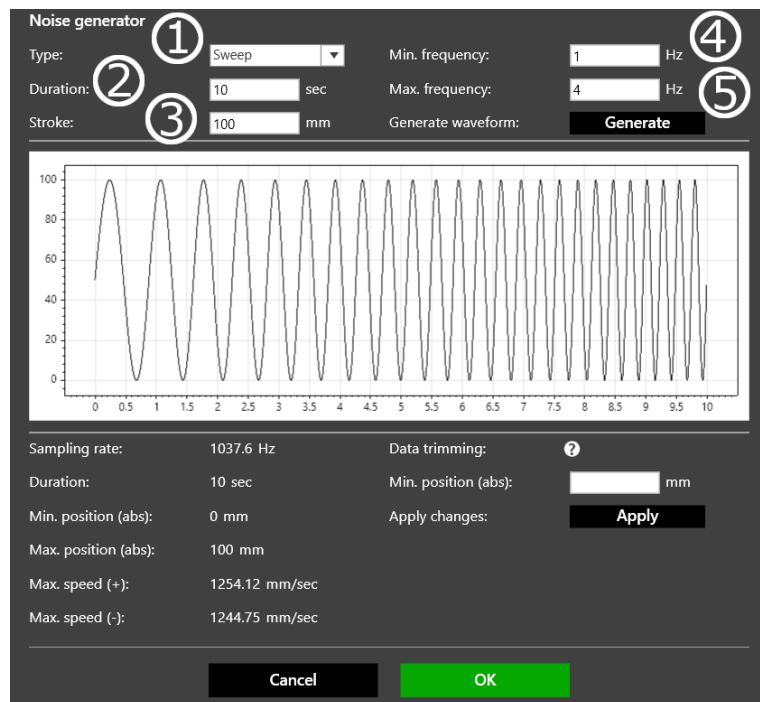 Noise generator
Type: ① Sweep Min. frequency: 1 Hz ④
Duration: ② 10 sec Max. frequency: 4 Hz ⑤
Stroke: ③ 100 mm Generate waveform: Generate
100
80
60
40
20
0
0 0.5 1 1.5 2 2.5 3 3.5 4 4.5 5 5.5 6 6.5 7 7.5 8 8.5 9 9.5 10
Sampling rate: 1037.6 Hz Data trimming: ?
Duration: 10 sec Min. position (abs): mm
Min. position (abs): 0 mm Apply changes: Apply
Max. position (abs): 100 mm
Max. speed (+): 1254.12 mm/sec
Max. speed (-): 1244.75 mm/sec
Cancel OK